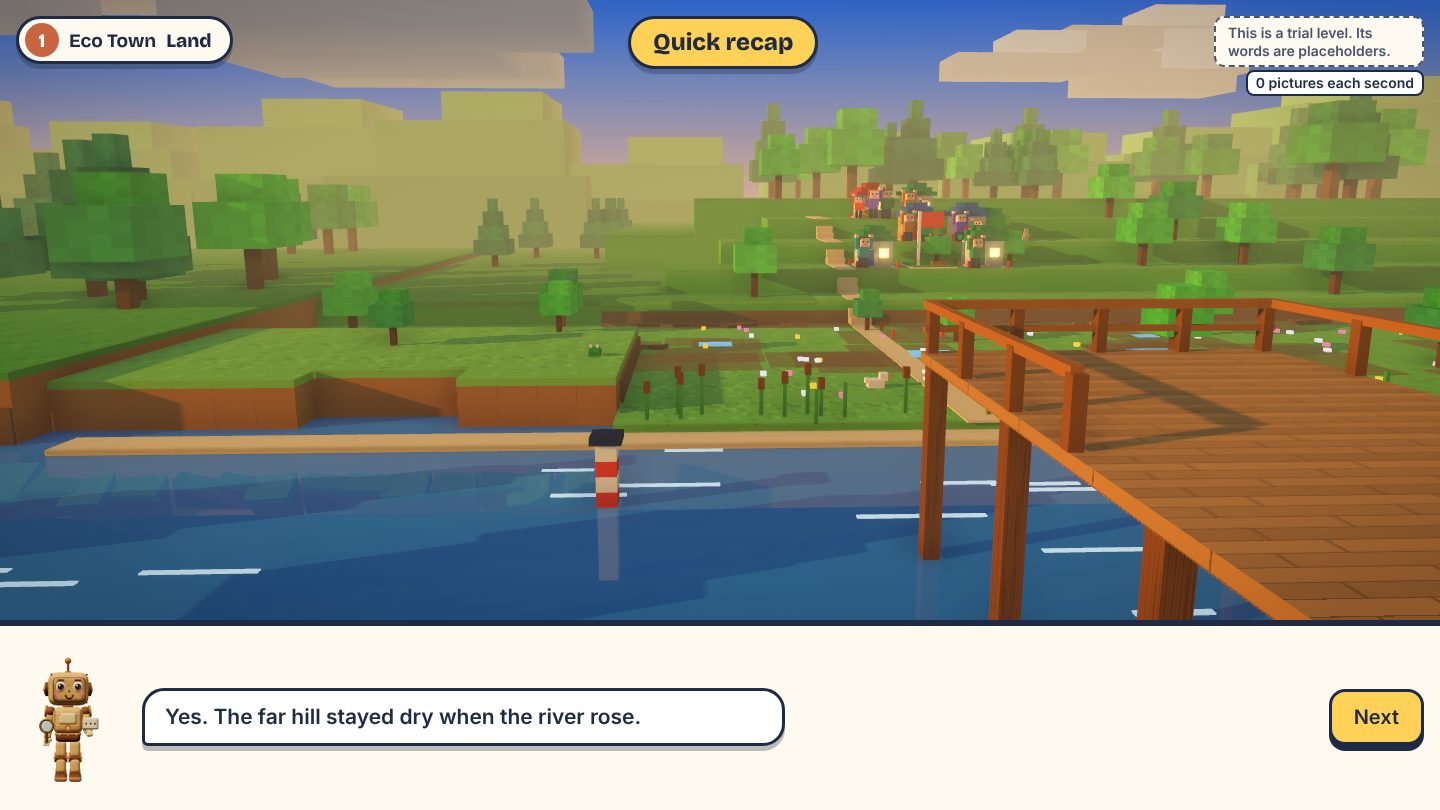 1 Eco Town Land
Quick recap
This is a trial level. Its
words are placeholders.
0 pictures each second
Yes. The far hill stayed dry when the river rose.
Next